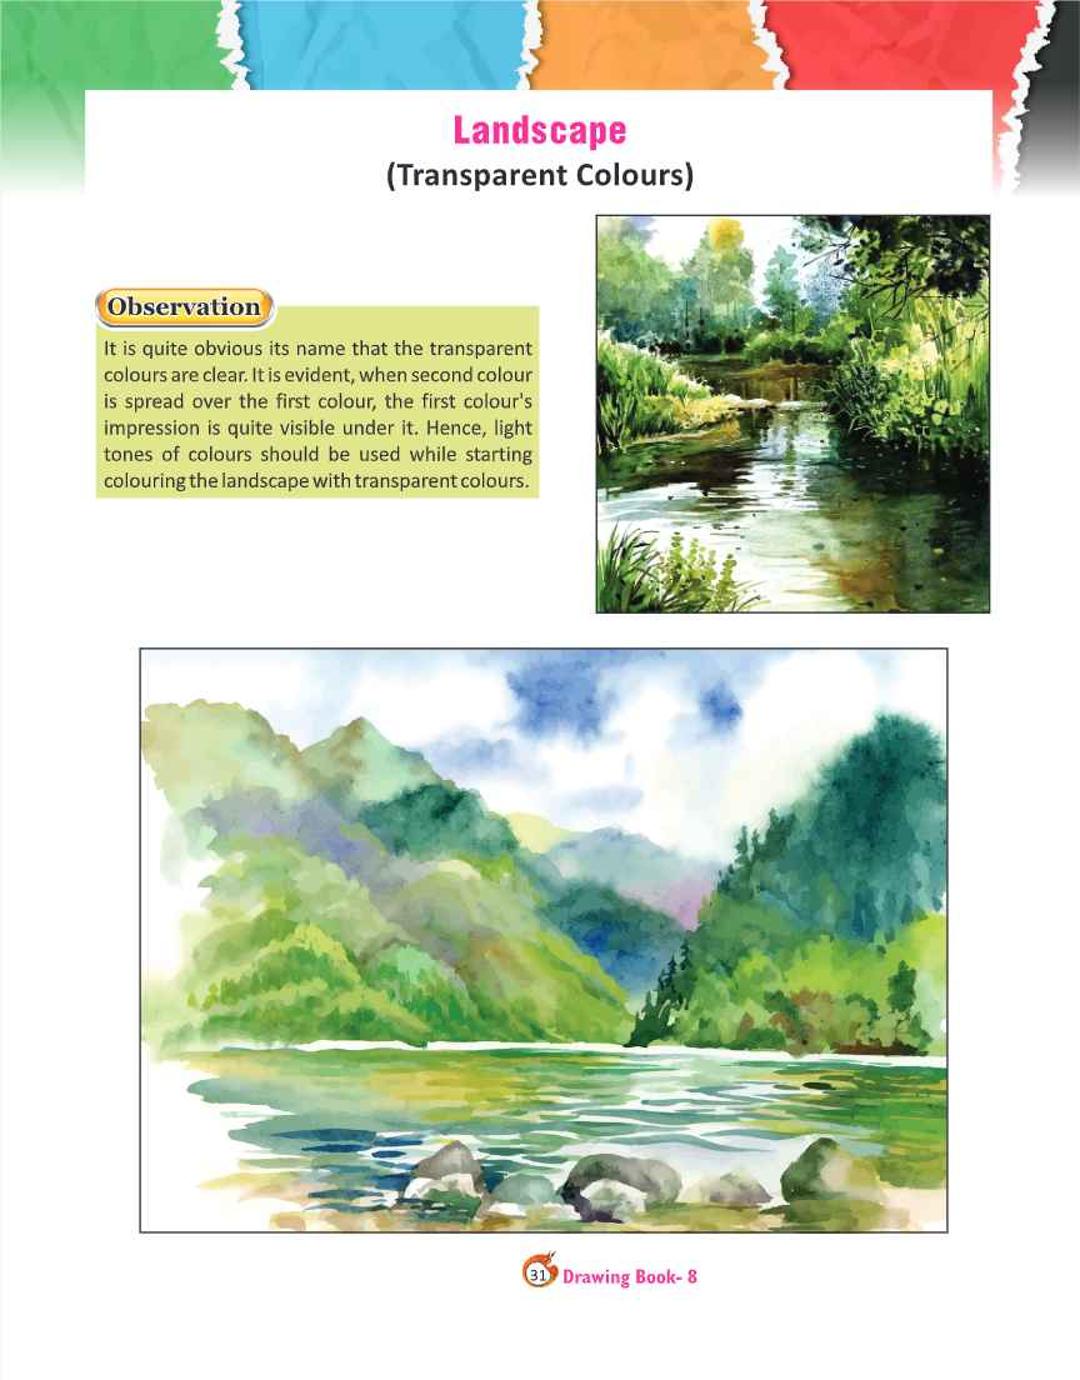 Landscape
(Transparent Colours)
Observation
It is quite obvious its name that the transparent
colours are clear. It is evident, when second colour
is spread over the first colour, the first colour's
impression is quite visible under it. Hence, light
tones of colours should be used while starting
colouring the landscape with transparent colours.
31 Drawing Book- 8